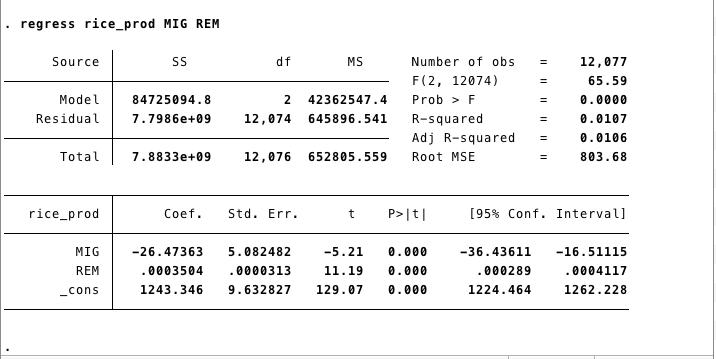 . regress rice_prod MIG REM
Source SS df MS Number of obs = 12,077
F(2, 12074) = 65.59
Model 84725094.8 2 42362547.4 Prob > F = 0.0000
Residual 7.7986e+09 12,074 645896.541 R-squared = 0.0107
Adj R-squared = 0.0106
Total 7.8833e+09 12,076 652805.559 Root MSE = 803.68
rice_prod Coef. Std. Err. t P>|t| [95% Conf. Interval]
MIG -26.47363 5.082482 -5.21 0.000 -36.43611 -16.51115
REM .0003504 .0000313 11.19 0.000 .000289 .0004117
_cons 1243.346 9.632827 129.07 0.000 1224.464 1262.228
.